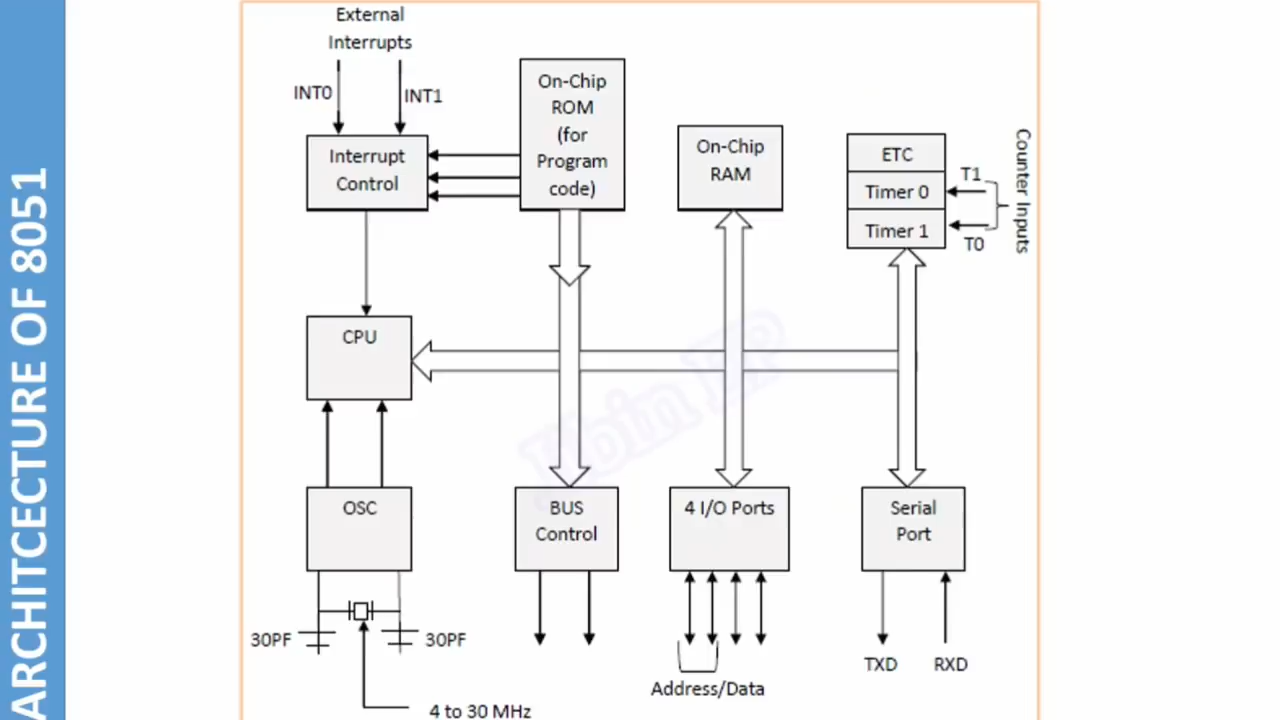 ARCHITCECTURE OF 8051
External
Interrupts
INT0
INT1
Interrupt
Control
On-Chip
ROM
(for
Program
code)
On-Chip
RAM
ETC
Timer 0
Timer 1
T1
T0
Counter Inputs
CPU
OSC
BUS
Control
4 I/O Ports
Serial
Port
30PF
30PF
4 to 30 MHz
Address/Data
TXD
RXD